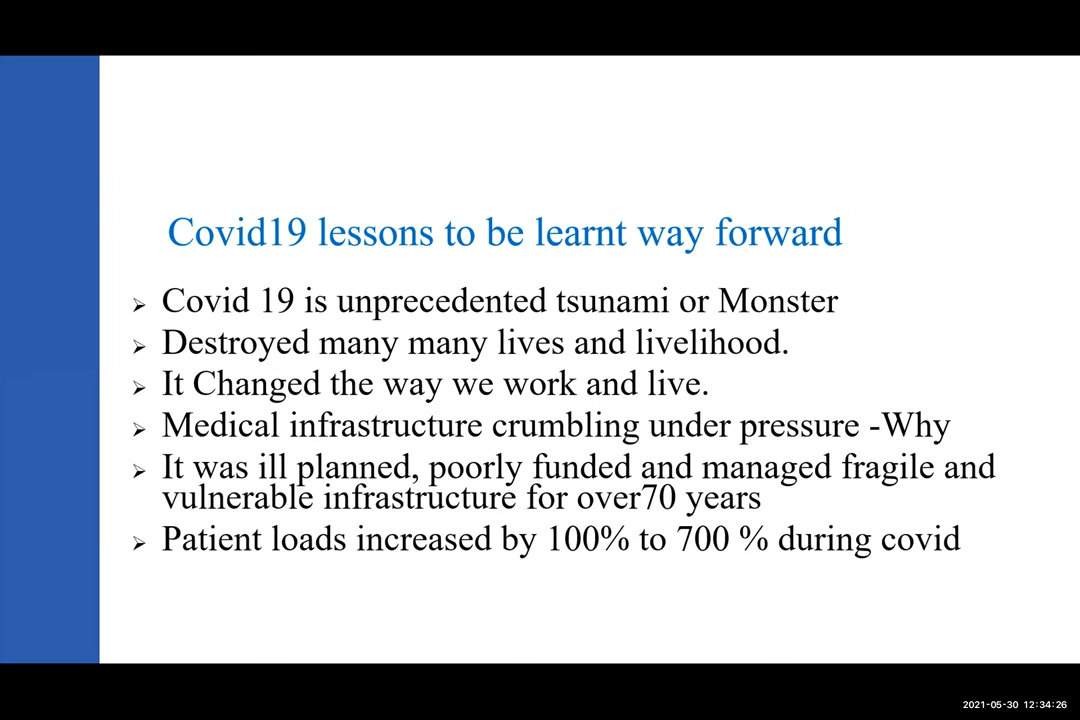 Covid19 lessons to be learnt way forward
Covid 19 is unprecedented tsunami or Monster
Destroyed many many lives and livelihood.
It Changed the way we work and live.
Medical infrastructure crumbling under pressure -Why
It was ill planned, poorly funded and managed fragile and
vulnerable infrastructure for over70 years
Patient loads increased by 100% to 700 % during covid
2021-05-30 12:34:26